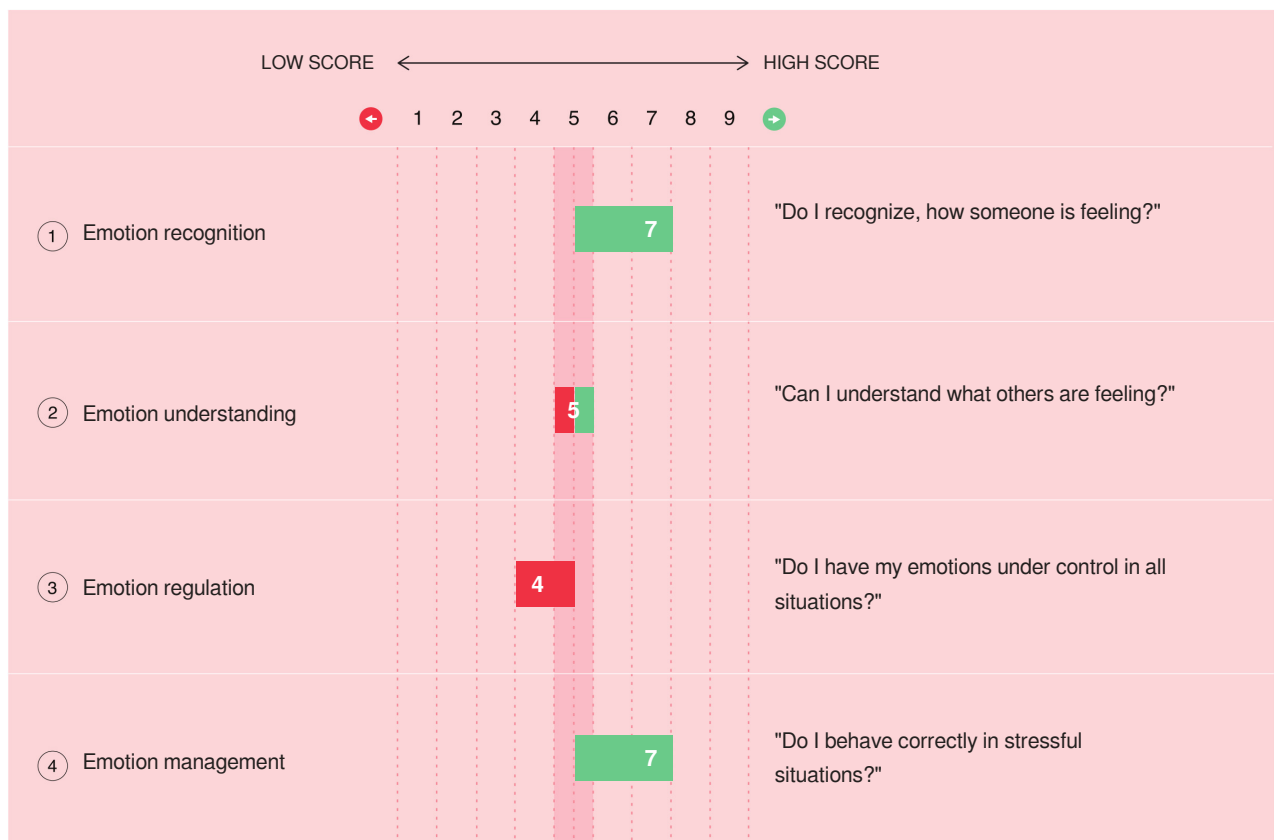 LOW SCORE HIGH SCORE
1 2 3 4 5 6 7 8 9
1 Emotion recognition 7 "Do I recognize, how someone is feeling?"
2 Emotion understanding 5 "Can I understand what others are feeling?"
3 Emotion regulation 4 "Do I have my emotions under control in all
situations?"
4 Emotion management 7 "Do I behave correctly in stressful
situations?"